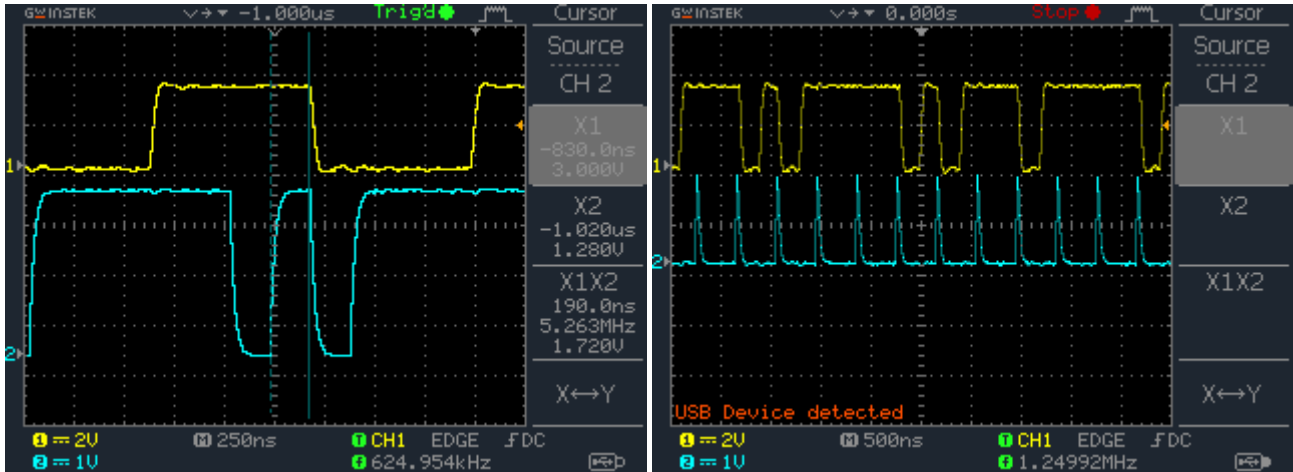 GWINSTEK -1.000us Trig'd Cursor
Source
CH 2
X1
-830.0ns
3.000V
X2
-1.020us
1.280V
X1X2
190.0ns
5.263MHz
1.720V
X↔Y
1
2
1 2V M 250ns T CH1 EDGE DC
2 1V f 624.954kHz
GWINSTEK 0.000s Stop Cursor
Source
CH 2
X1
X2
X1X2
X↔Y
1
2
USB Device detected
1 2V M 500ns T CH1 EDGE DC
2 1V f 1.24992MHz